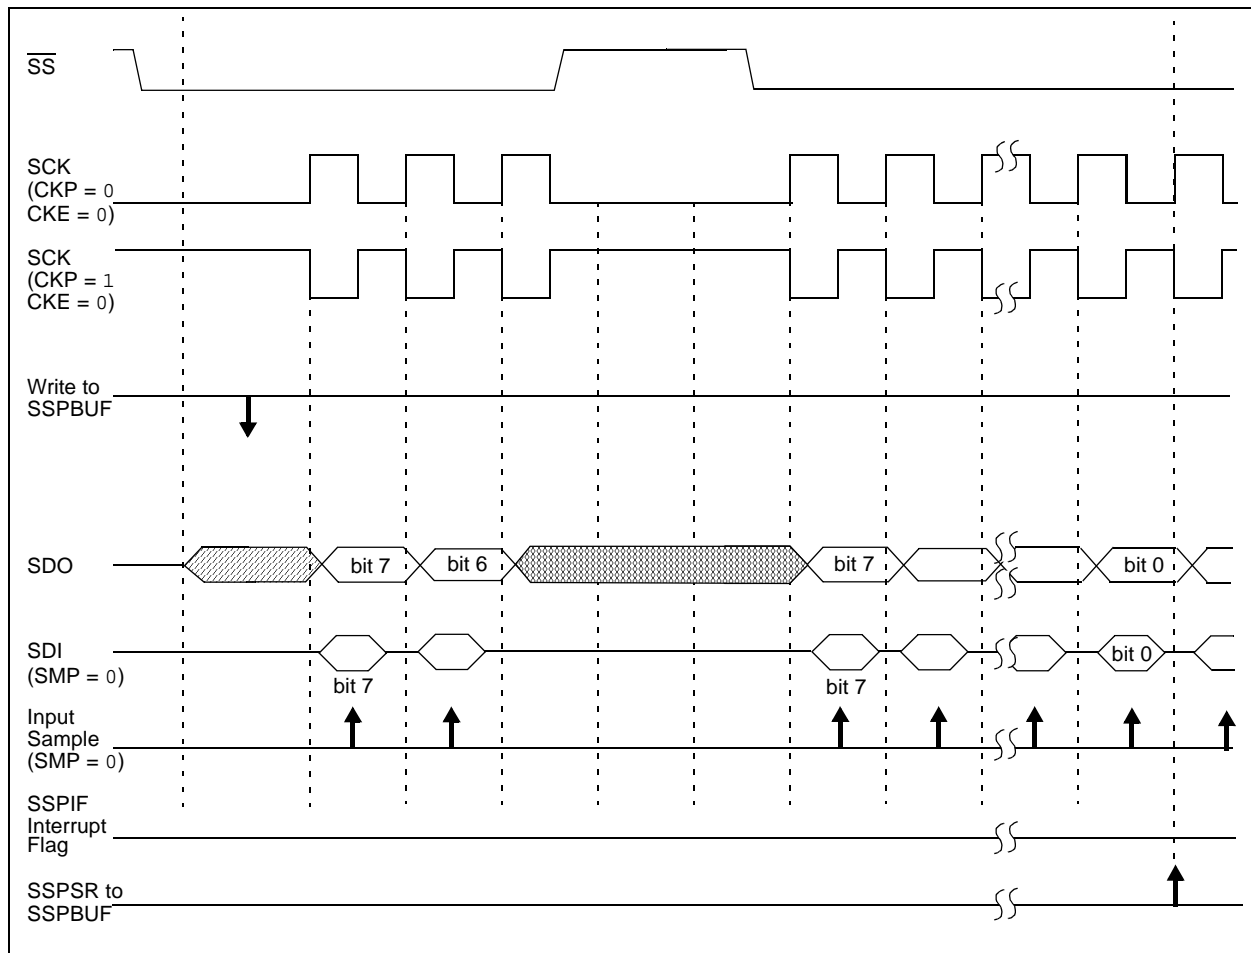 SS
SCK
(CKP = 0
CKE = 0)
SCK
(CKP = 1
CKE = 0)
Write to
SSPBUF
SDO
bit 7
bit 6
bit 7
bit 0
SDI
(SMP = 0)
bit 7
bit 7
bit 0
Input
Sample
(SMP = 0)
SSPIF
Interrupt
Flag
SSPSR to
SSPBUF